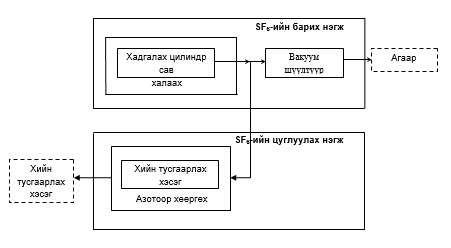 SF₆-ийн барих нэгж
Хадгалах цилиндр
сав
халаах
Вакуум
шүүлтүүр
Агаар
SF₆-ийн цуглуулах нэгж
Хийн тусгаарлах
хэсэг
Азотоор хөөргөх
Хийн
тусгаарлах
хэсэг